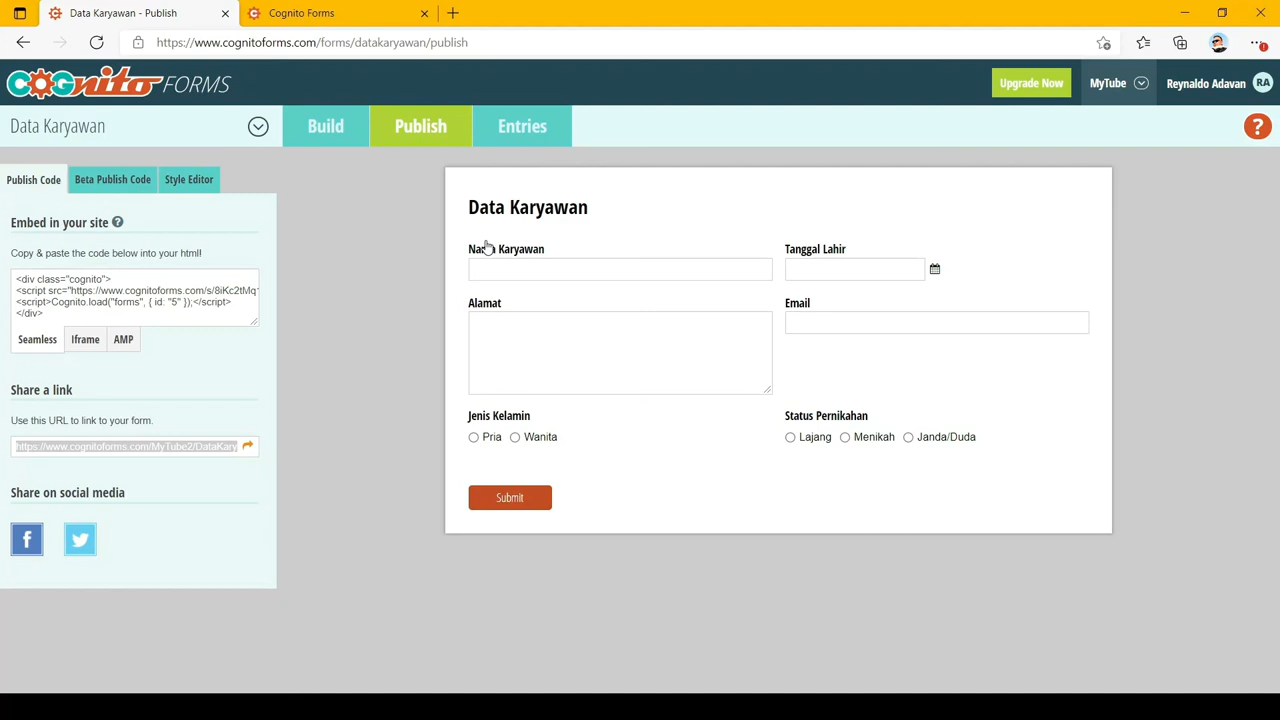 Data Karyawan - Publish
Cognito Forms
https://www.cognitoforms.com/forms/datakaryawan/publish
COGNITO FORMS
Upgrade Now
MyTube
Reynaldo Adavan
RA
Data Karyawan
Build
Publish
Entries
?
Publish Code
Beta Publish Code
Style Editor
Embed in your site
Copy & paste the code below into your html!
<div class="cognito">
<script src="https://www.cognitoforms.com/s/8iKc2tMq
<script>Cognito.load("forms", { id: "5" });</script>
</div>
Seamless
Iframe
AMP
Share a link
Use this URL to link to your form.
https://www.cognitoforms.com/MyTube2/DataKary
Share on social media
Data Karyawan
Nama Karyawan
Tanggal Lahir
Alamat
Email
Jenis Kelamin
Status Pernikahan
Pria
Wanita
Lajang
Menikah
Janda/Duda
Submit